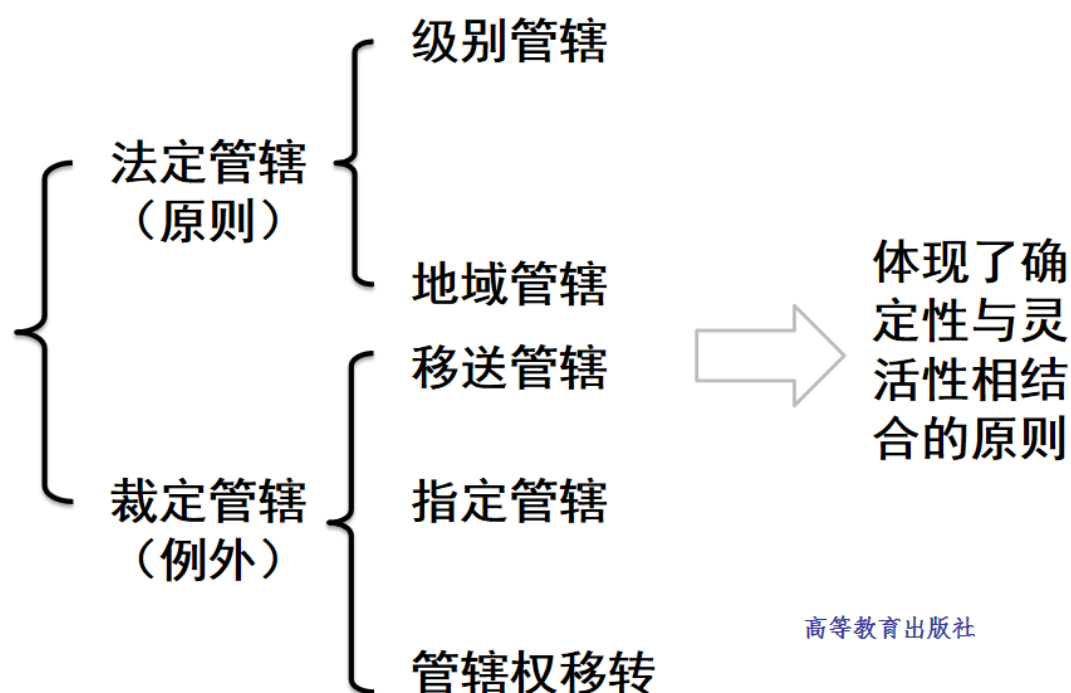 级别管辖
法定管辖
（原则）
地域管辖
移送管辖
裁定管辖
（例外）
指定管辖
管辖权移转
体现了确
定性与灵
活性相结
合的原则
高等教育出版社